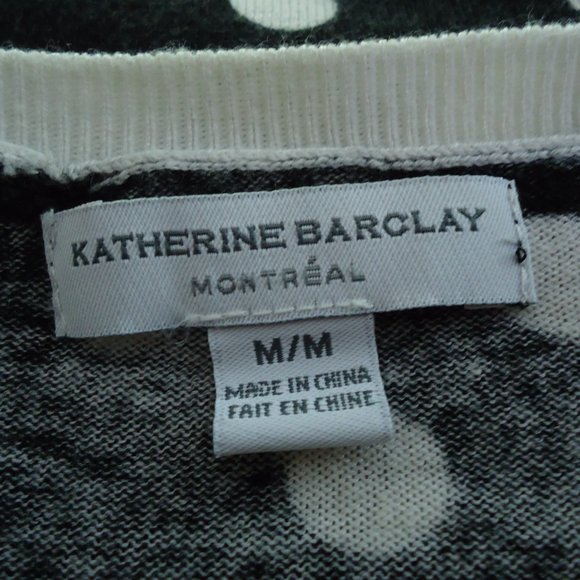 KATHERINE BARCLAY
MONTRÉAL
M/M
MADE IN CHINA
FAIT EN CHINE